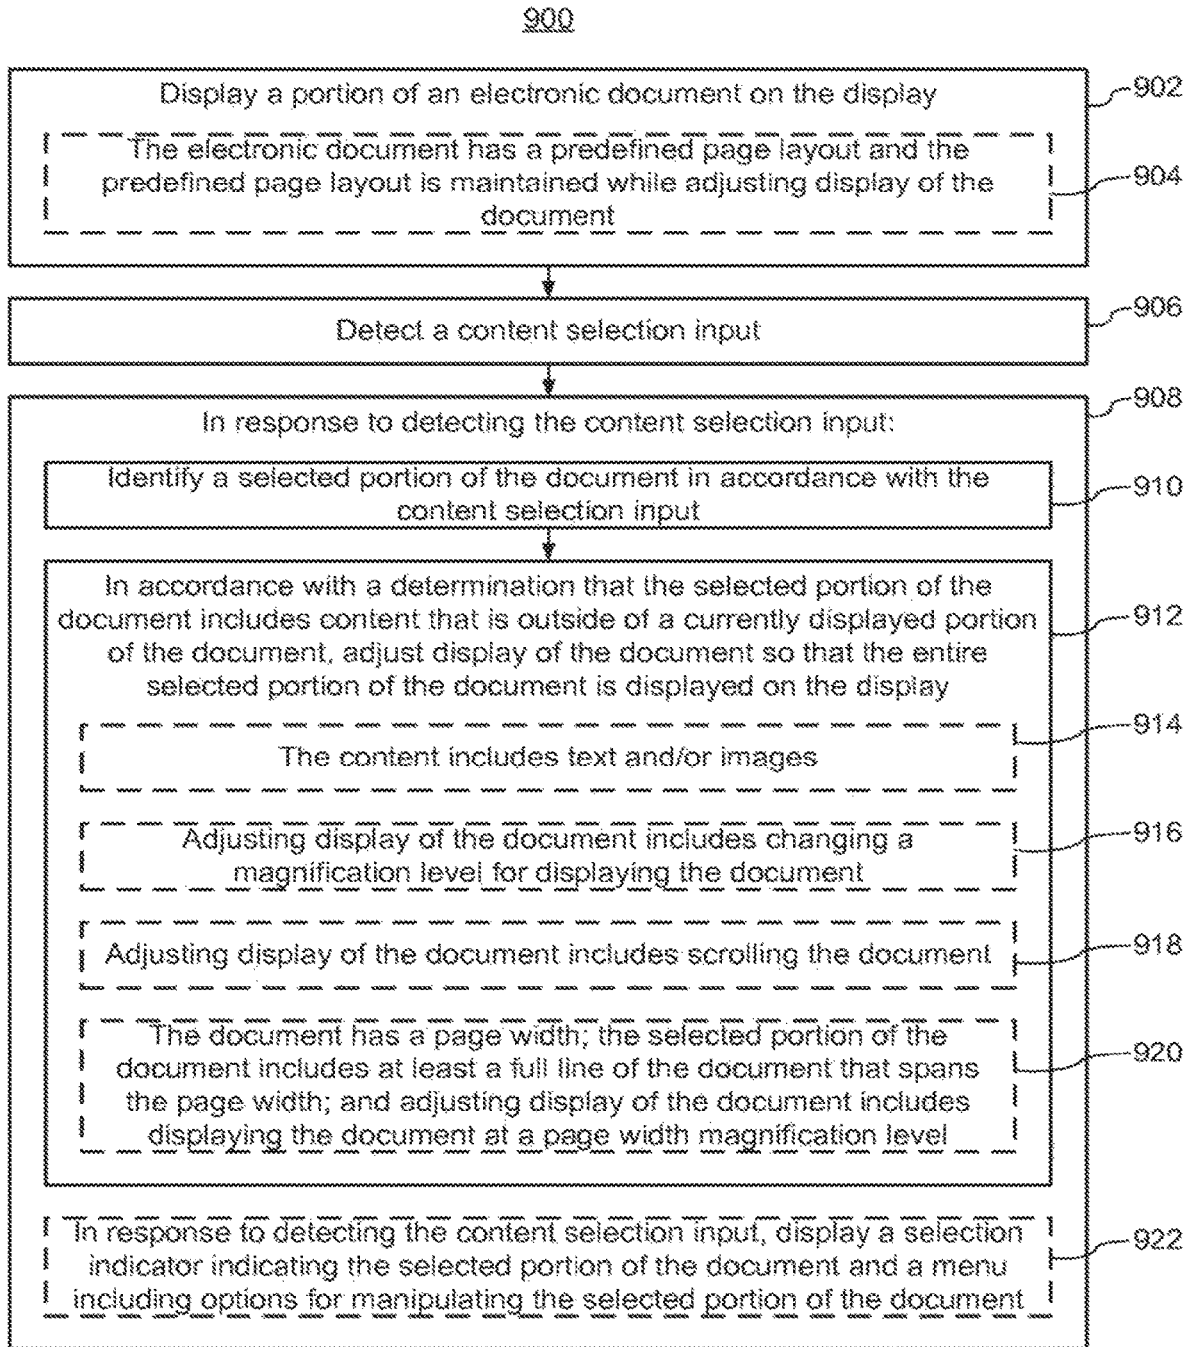 900
Display a portion of an electronic document on the display
902
The electronic document has a predefined page layout and the
predefined page layout is maintained while adjusting display of the
document
904
Detect a content selection input
906
In response to detecting the content selection input:
908
Identify a selected portion of the document in accordance with the
content selection input
910
In accordance with a determination that the selected portion of the
document includes content that is outside of a currently displayed portion
of the document, adjust display of the document so that the entire
selected portion of the document is displayed on the display
912
The content includes text and/or images
914
Adjusting display of the document includes changing a
magnification level for displaying the document
916
Adjusting display of the document includes scrolling the document
918
The document has a page width; the selected portion of the
document includes at least a full line of the document that spans
the page width; and adjusting display of the document includes
displaying the document at a page width magnification level
920
In response to detecting the content selection input, display a selection
indicator indicating the selected portion of the document and a menu
including options for manipulating the selected portion of the document
922